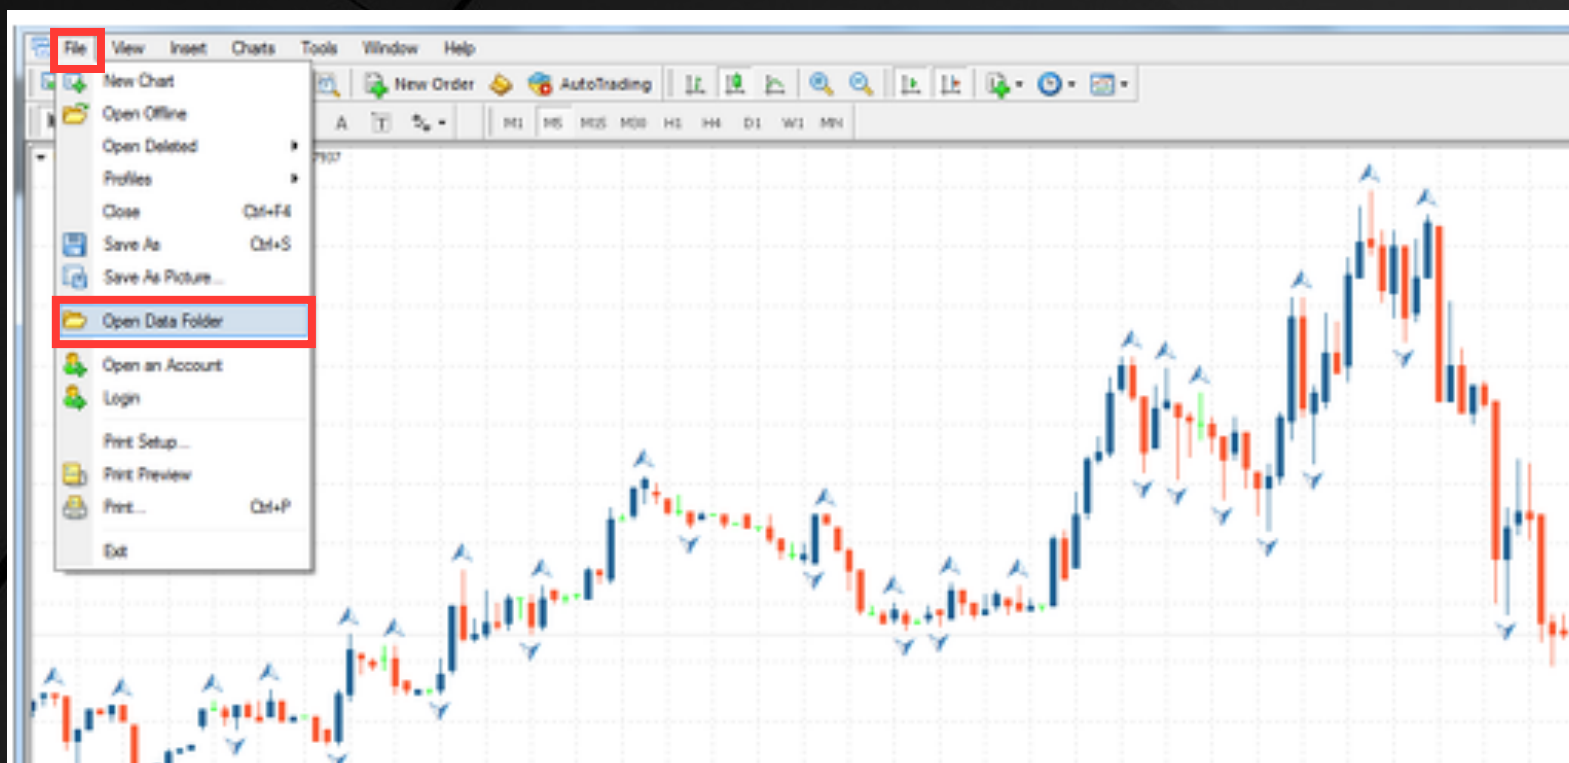 File View Insert Charts Tools Window Help
New Chart
New Order AutoTrading
Open Offline
A T M1 M5 M15 M30 H1 H4 D1 W1 MN
Open Deleted
7937
Profiles
Close Ctrl+F4
Save As Ctrl+S
Save As Picture...
Open Data Folder
Open an Account
Login
Print Setup...
Print Preview
Print... Ctrl+P
Exit